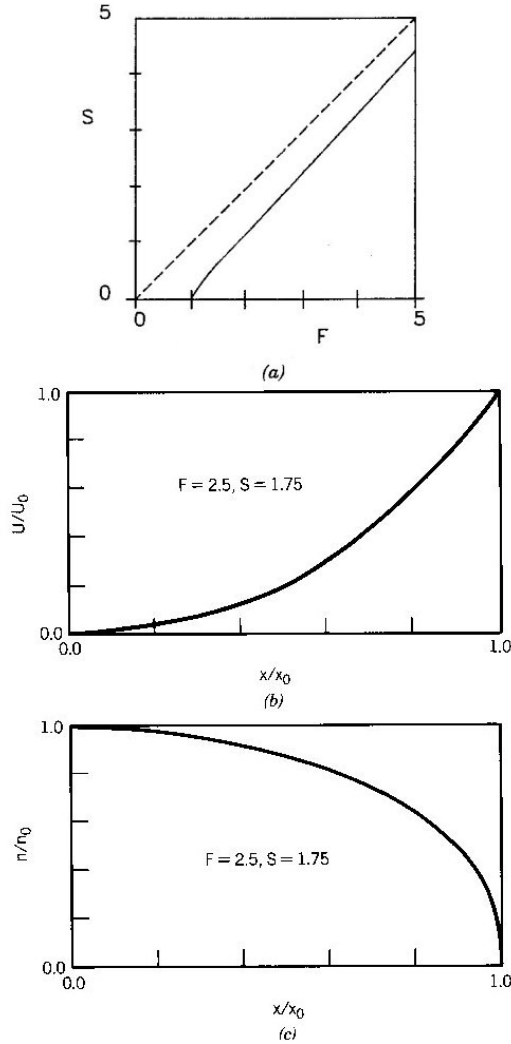 5
S
0
0
F
5
(a)
1.0
U/U₀
F = 2.5, S = 1.75
0.0
0.0
1.0
x/x₀
(b)
1.0
n/n₀
F = 2.5, S = 1.75
0.0
0.0
1.0
x/x₀
(c)